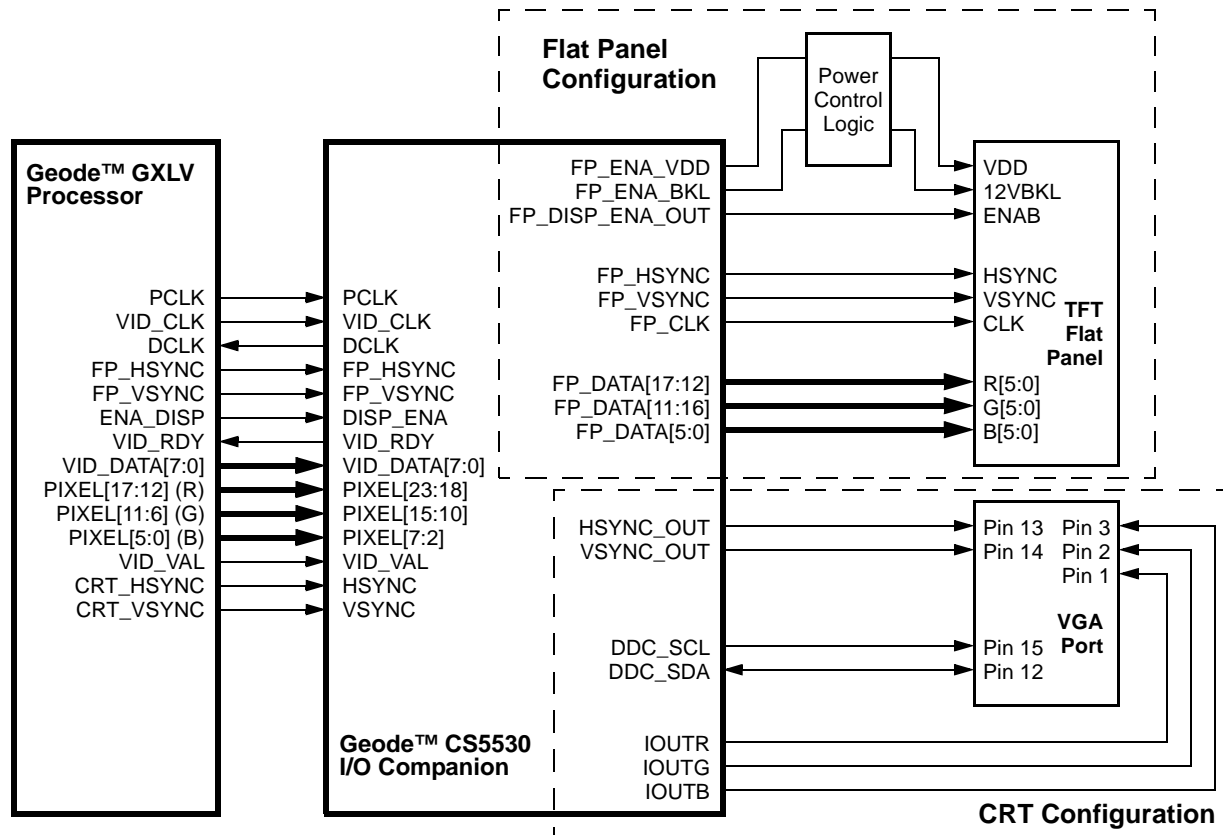 Flat Panel
Configuration
Power
Control
Logic
Geode™ GXLV
Processor
PCLK
VID_CLK
DCLK
FP_HSYNC
FP_VSYNC
ENA_DISP
VID_RDY
VID_DATA[7:0]
PIXEL[17:12] (R)
PIXEL[11:6] (G)
PIXEL[5:0] (B)
VID_VAL
CRT_HSYNC
CRT_VSYNC
PCLK
VID_CLK
DCLK
FP_HSYNC
FP_VSYNC
DISP_ENA
VID_RDY
VID_DATA[7:0]
PIXEL[23:18]
PIXEL[15:10]
PIXEL[7:2]
VID_VAL
HSYNC
VSYNC
Geode™ CS5530
I/O Companion
FP_ENA_VDD
FP_ENA_BKL
FP_DISP_ENA_OUT
FP_HSYNC
FP_VSYNC
FP_CLK
FP_DATA[17:12]
FP_DATA[11:16]
FP_DATA[5:0]
VDD
12VBKL
ENAB
HSYNC
VSYNC
CLK
TFT
Flat
Panel
R[5:0]
G[5:0]
B[5:0]
HSYNC_OUT
VSYNC_OUT
DDC_SCL
DDC_SDA
IOUTR
IOUTG
IOUTB
Pin 13
Pin 14
Pin 15
Pin 12
Pin 3
Pin 2
Pin 1
VGA
Port
CRT Configuration